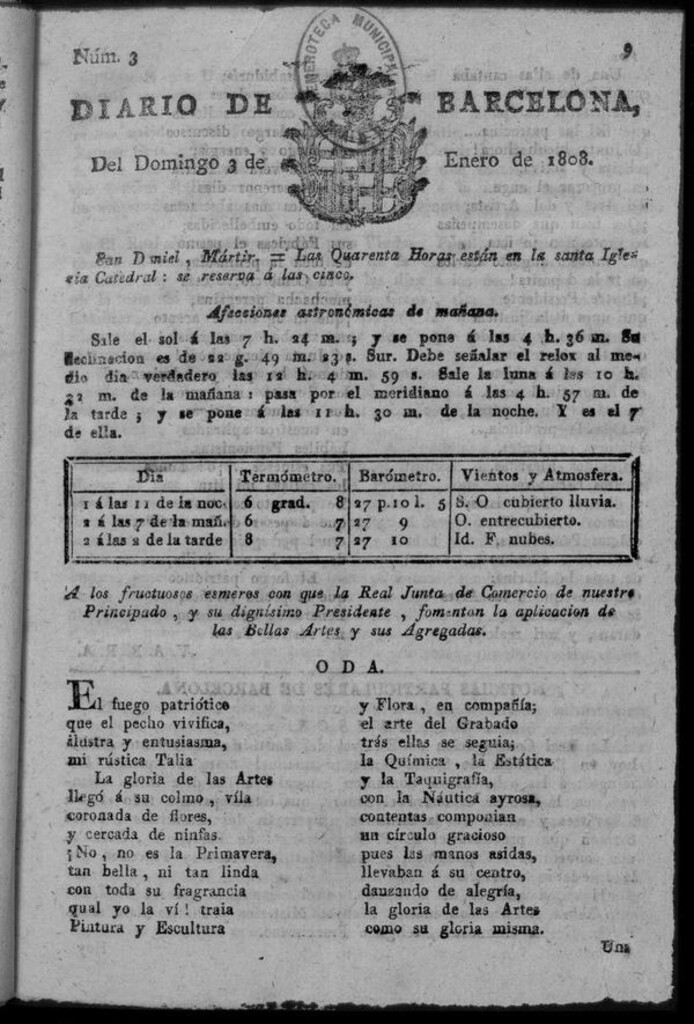 Núm. 3
9
HEMEROTECA MUNICIPAL
DIARIO DE BARCELONA,
Del Domingo 3 de Enero de 1808.
San Daniel, Mártir. = Las Quarenta Horas están en la santa Igle-
sia Catedral: se reserva á las cinco.
Afecciones astronómicas de mañana.
Sale el sol á las 7 h. 24 m.; y se pone á las 4 h. 36 m. Su
declinacion es de 22 g. 49 m. 23 s. Sur. Debe señalar el relox al me-
dio dia verdadero las 12 h. 4 m. 59 s. Sale la luna á las 10 h.
22 m. de la mañana: pasa por el meridiano á las 4 h. 57 m. de
la tarde; y se pone á las 11 h. 30 m. de la noche. Y es el 7
de ella.
Dia Termómetro. Barómetro. Vientos y Atmosfera.
1 á las 11 de la noc. 6 grad. 8 27 p. 10 l. 5 S. O. cubierto lluvia.
2 á las 7 de la mañ. 6 7 27 9 O. entrecubierto.
2 á las 2 de la tarde 8 7 27 10 Id. F. nubes.
A los fructuosos esmeros con que la Real Junta de Comercio de nuestro
Principado, y su dignísimo Presidente, fomentan la aplicacion de
las Bellas Artes y sus Agregadas.
ODA.
El fuego patriótico
que el pecho vivifica,
ilustra y entusiasma,
mi rústica Talia
La gloria de las Artes
llegó á su colmo, vila
coronada de flores,
y cercada de ninfas.
¡No, no es la Primavera,
tan bella, ni tan linda
con toda su fragrancia
qual yo la ví! traia
Pintura y Escultura
y Flora, en compañía;
el arte del Grabado
trás ellas se seguia;
la Química, la Estática
y la Taquigrafía,
con la Náutica ayrosa,
contentas componian
un círculo gracioso
pues las manos asidas,
llevaban á su centro,
danzando de alegría,
la gloria de las Artes
como su gloria misma.
Una